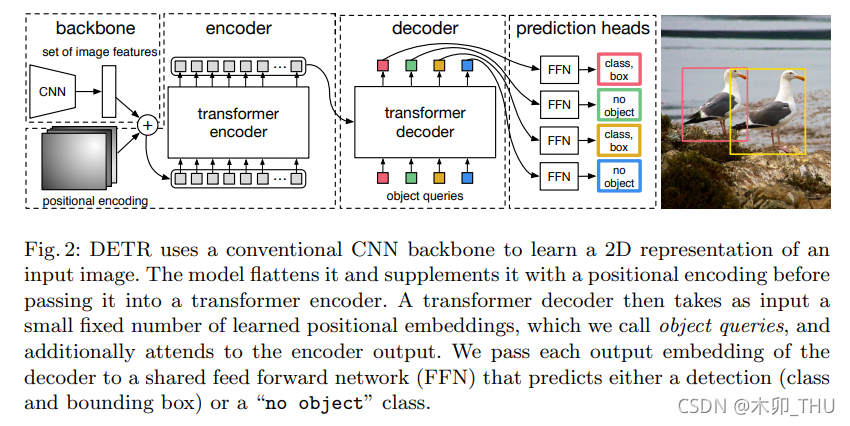 backbone
encoder
decoder
prediction heads
set of image features
CNN
+
positional encoding
...
transformer
encoder
...
transformer
decoder
object queries
FFN
class,
box
FFN
no
object
FFN
class,
box
FFN
no
object
Fig. 2: DETR uses a conventional CNN backbone to learn a 2D representation of an
input image. The model flattens it and supplements it with a positional encoding before
passing it into a transformer encoder. A transformer decoder then takes as input a
small fixed number of learned positional embeddings, which we call object queries, and
additionally attends to the encoder output. We pass each output embedding of the
decoder to a shared feed forward network (FFN) that predicts either a detection (class
and bounding box) or a “no object” class.
CSDN @木卯_THU